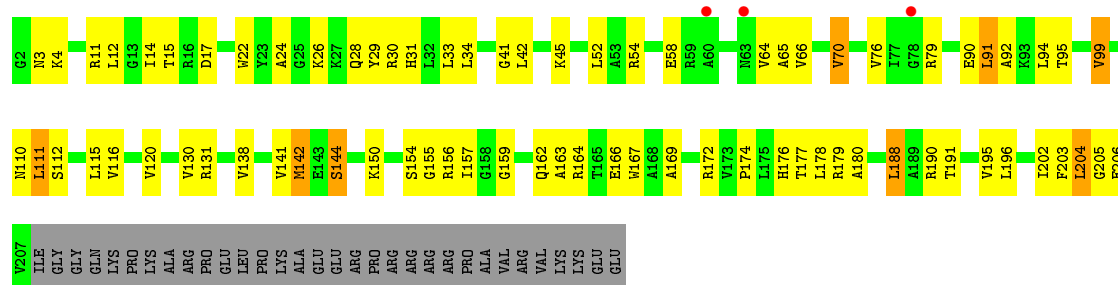 G2 N3 K4 R11 L12 G13 I14 T15 R16 D17 W22 Y23 A24 G25 K26 K27 Q28 Y29 R30 H31 L32 L33 L34 G41 L42 K45 L52 A53 R54 E58 R59 A60 N63 V64 A65 V66 V70 V76 I77 G78 R79 E90 L91 A92 K93 L94 T95 V99
N110 L111 S112 L115 V116 V120 V130 R131 V138 V141 M142 E143 S144 K150 S154 G155 R156 I157 G158 G159 Q162 A163 R164 T165 E166 W167 A168 A169 R172 V173 P174 L175 H176 T177 L178 R179 A180 L188 A189 R190 T191 V195 L196 I202 F203 L204 G205
V207 ILE GLY GLY GLN LYS PRO LYS ALA ARG PRO GLU LEU PRO LYS ALA GLU GLU ARG PRO ARG ARG ARG ARG PRO ALA VAL ARG VAL LYS LYS GLU GLU